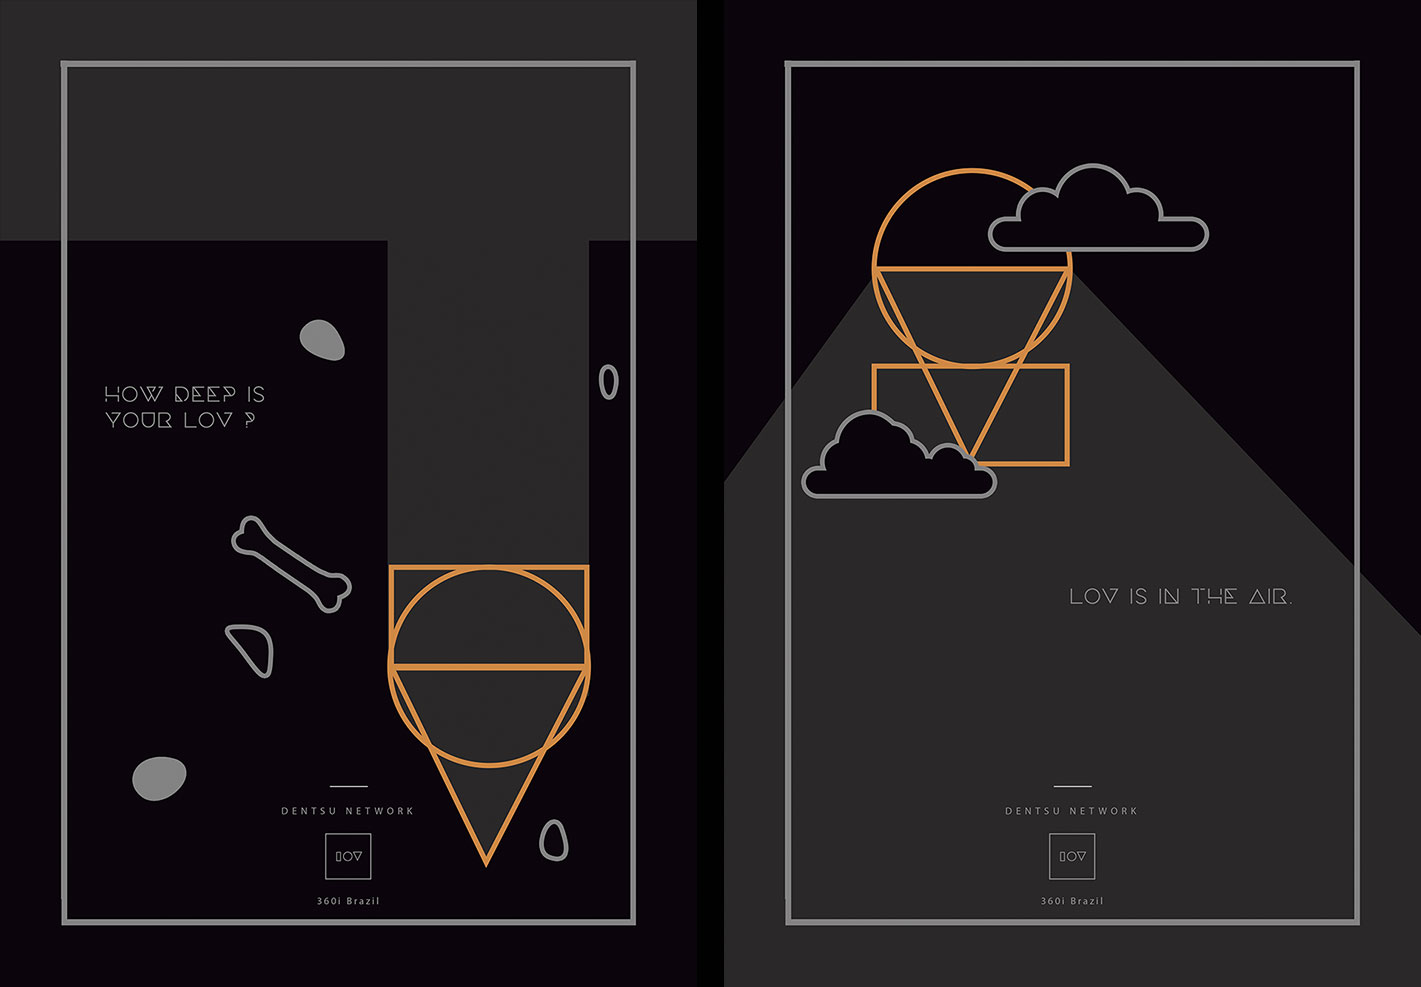 HOW DEEP IS
YOUR LOV ?
DENTSU NETWORK
LOV
360i Brazil
LOV IS IN THE AIR.
DENTSU NETWORK
LOV
360i Brazil